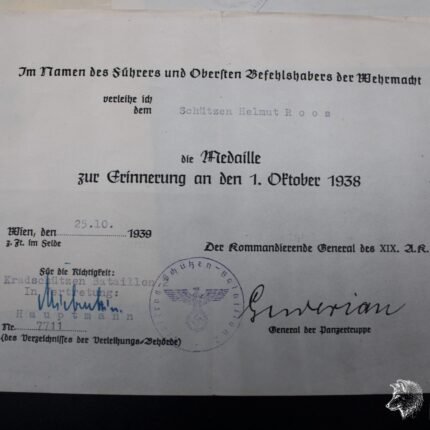 Im Namen des Führers und Obersten Befehlshabers der Wehrmacht
verleihe ich
dem Schützen Helmut Roos
die Medaille
zur Erinnerung an den 1. Oktober 1938
Wien, den 25.10. 1939
z. Zt. im Felde
Der Kommandierende General des XIX. A.K.
Für die Richtigkeit:
Kradschützen Bataillon
In Vertretung:
Hauptmann
Guderian
General der Panzertruppe
Nr. 7711
(des Verzeichnisses der Verleihungs-Behörde)